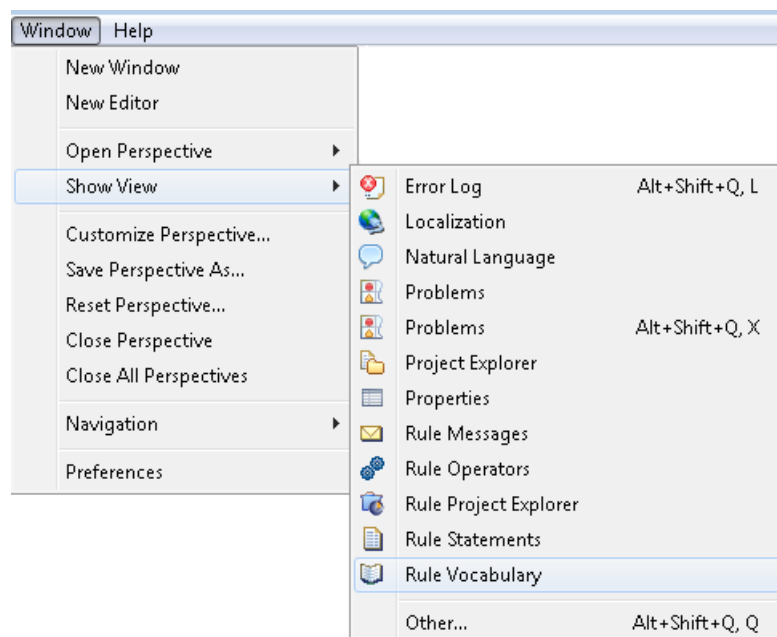 Window Help
New Window
New Editor
Open Perspective
Show View
Customize Perspective...
Save Perspective As...
Reset Perspective...
Close Perspective
Close All Perspectives
Navigation
Preferences
Error Log Alt+Shift+Q, L
Localization
Natural Language
Problems
Problems Alt+Shift+Q, X
Project Explorer
Properties
Rule Messages
Rule Operators
Rule Project Explorer
Rule Statements
Rule Vocabulary
Other... Alt+Shift+Q, Q